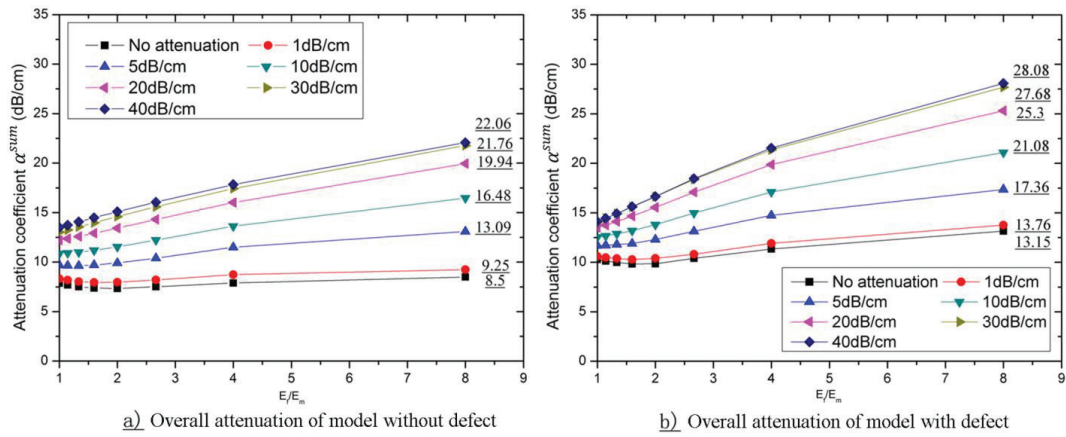 35
30
25
20
15
10
5
0
Attenuation coefficient α^sum (dB/cm)
No attenuation
1dB/cm
5dB/cm
10dB/cm
20dB/cm
30dB/cm
40dB/cm
22.06
21.76
19.94
16.48
13.09
9.25
8.5
1 2 3 4 5 6 7 8 9
E_f/E_m
a) Overall attenuation of model without defect
35
30
25
20
15
10
5
0
Attenuation coefficient α^sum (dB/cm)
28.08
27.68
25.3
21.08
17.36
13.76
13.15
No attenuation
1dB/cm
5dB/cm
10dB/cm
20dB/cm
30dB/cm
40dB/cm
1 2 3 4 5 6 7 8 9
E_f/E_m
b) Overall attenuation of model with defect